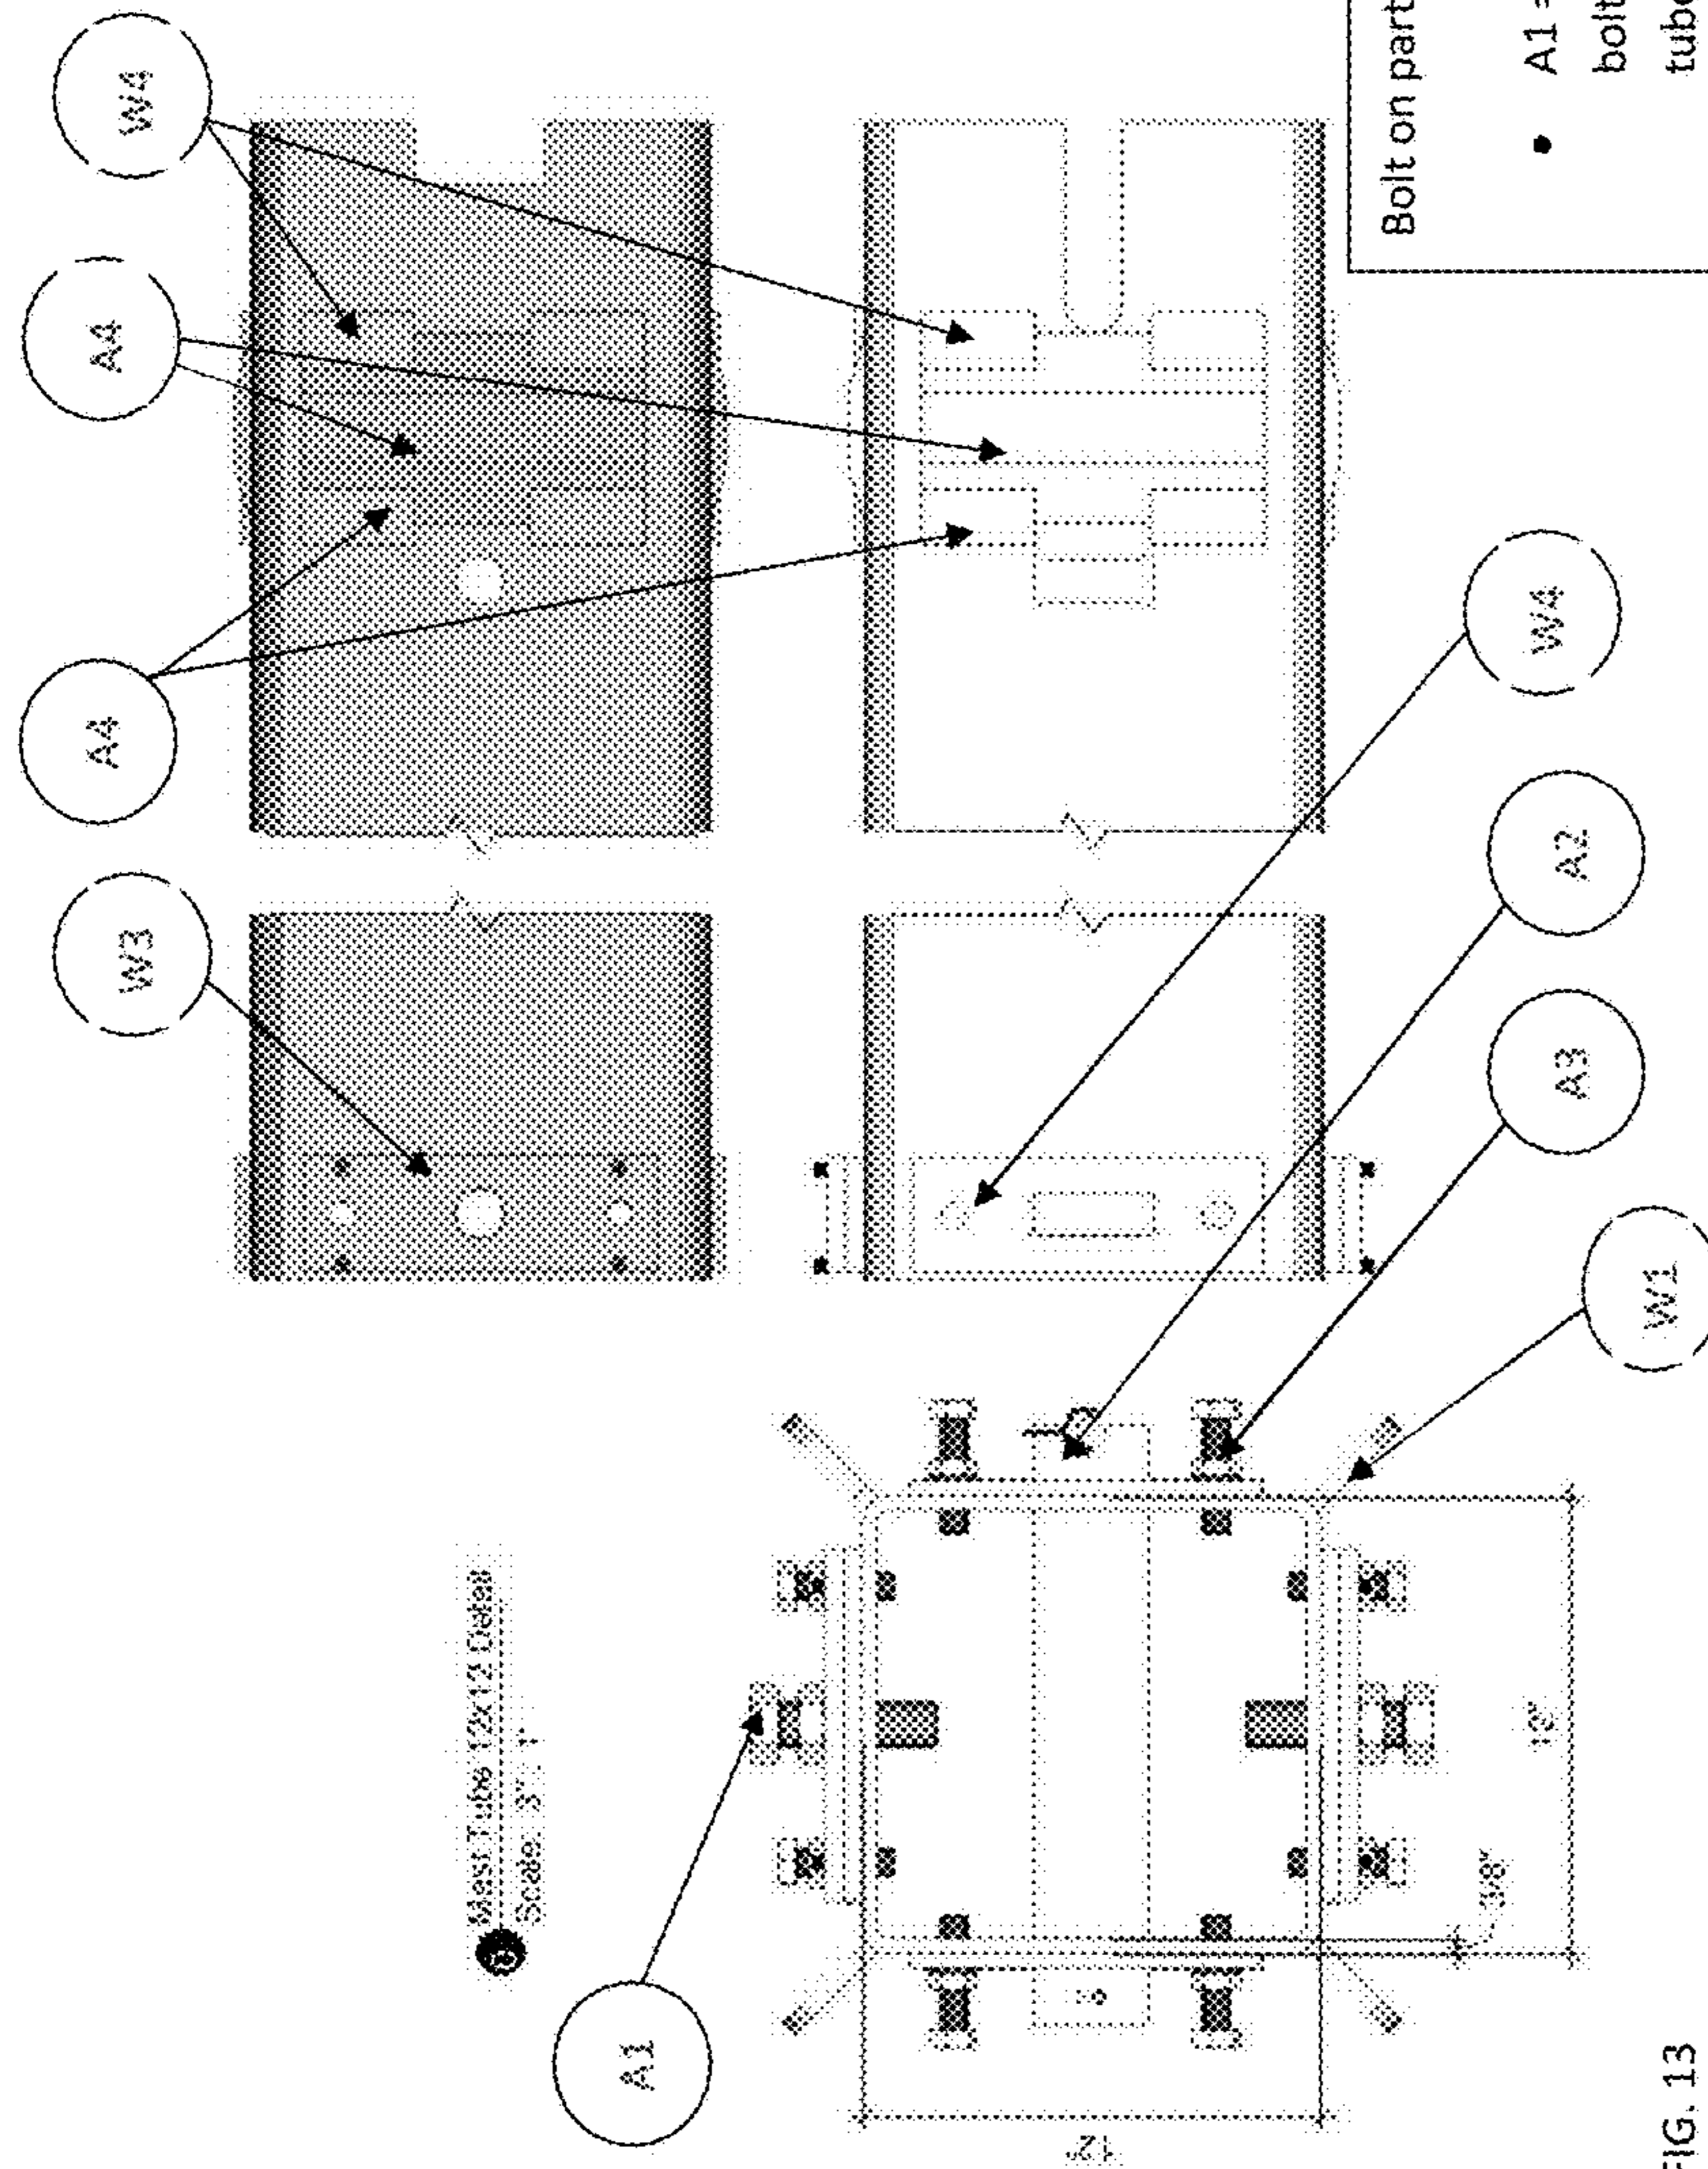 W3
A4
A4
W4
Mast Tube 12x12 Detail
Scale: 3" : 1'
A1
12"
3/8"
W4
A2
A3
W1
Bolt on part
• A1 =
bolt
tube
FIG. 13